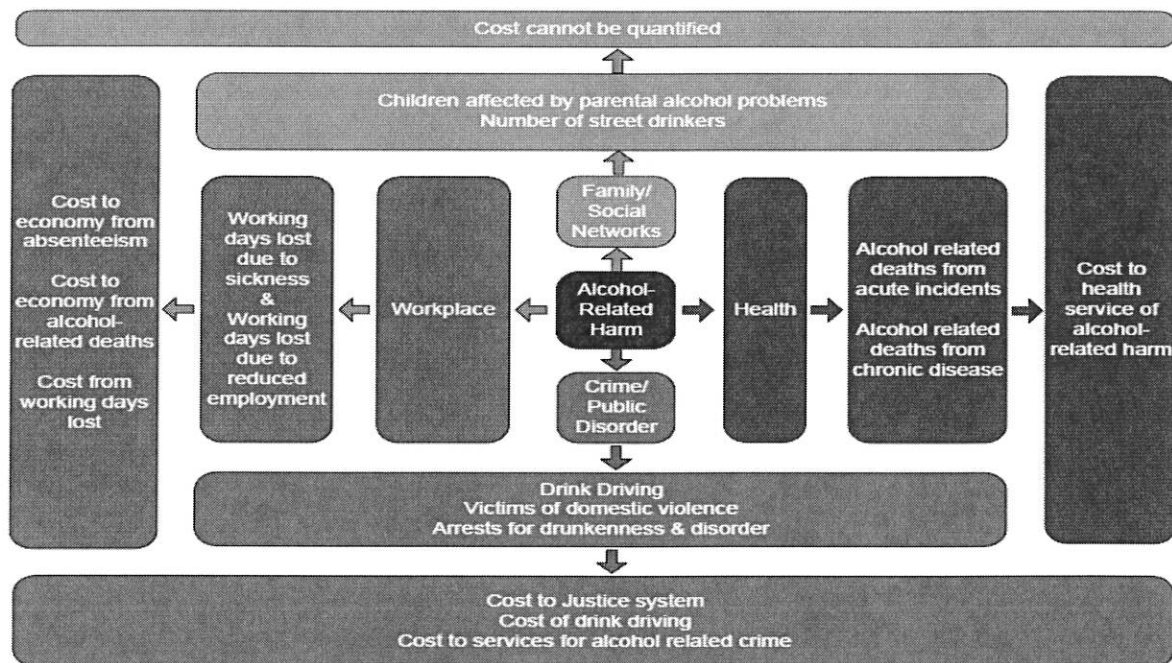 Cost cannot be quantified
Children affected by parental alcohol problems
Number of street drinkers
Cost to
economy from
absenteeism
Cost to
economy from
alcohol-
related deaths
Cost from
working days
lost
Working
days lost
due to
sickness
&
Working
days lost
due to
reduced
employment
Workplace
Family/
Social
Networks
Alcohol-
Related
Harm
Crime/
Public
Disorder
Health
Alcohol related
deaths from
acute incidents
Alcohol related
deaths from
chronic disease
Cost to
health
service of
alcohol-
related harm
Drink Driving
Victims of domestic violence
Arrests for drunkenness & disorder
Cost to Justice system
Cost of drink driving
Cost to services for alcohol related crime